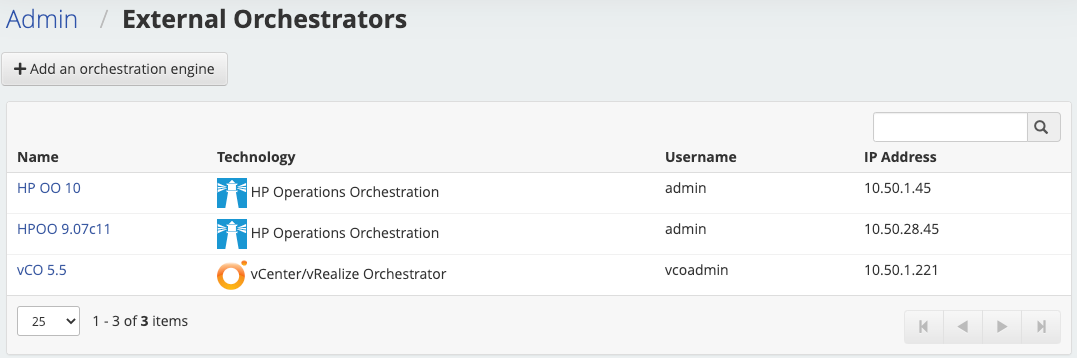 Admin / External Orchestrators
+ Add an orchestration engine
Name Technology Username IP Address
HP OO 10 HP Operations Orchestration admin 10.50.1.45
HPOO 9.07c11 HP Operations Orchestration admin 10.50.28.45
vCO 5.5 vCenter/vRealize Orchestrator vcoadmin 10.50.1.221
25 1 - 3 of 3 items